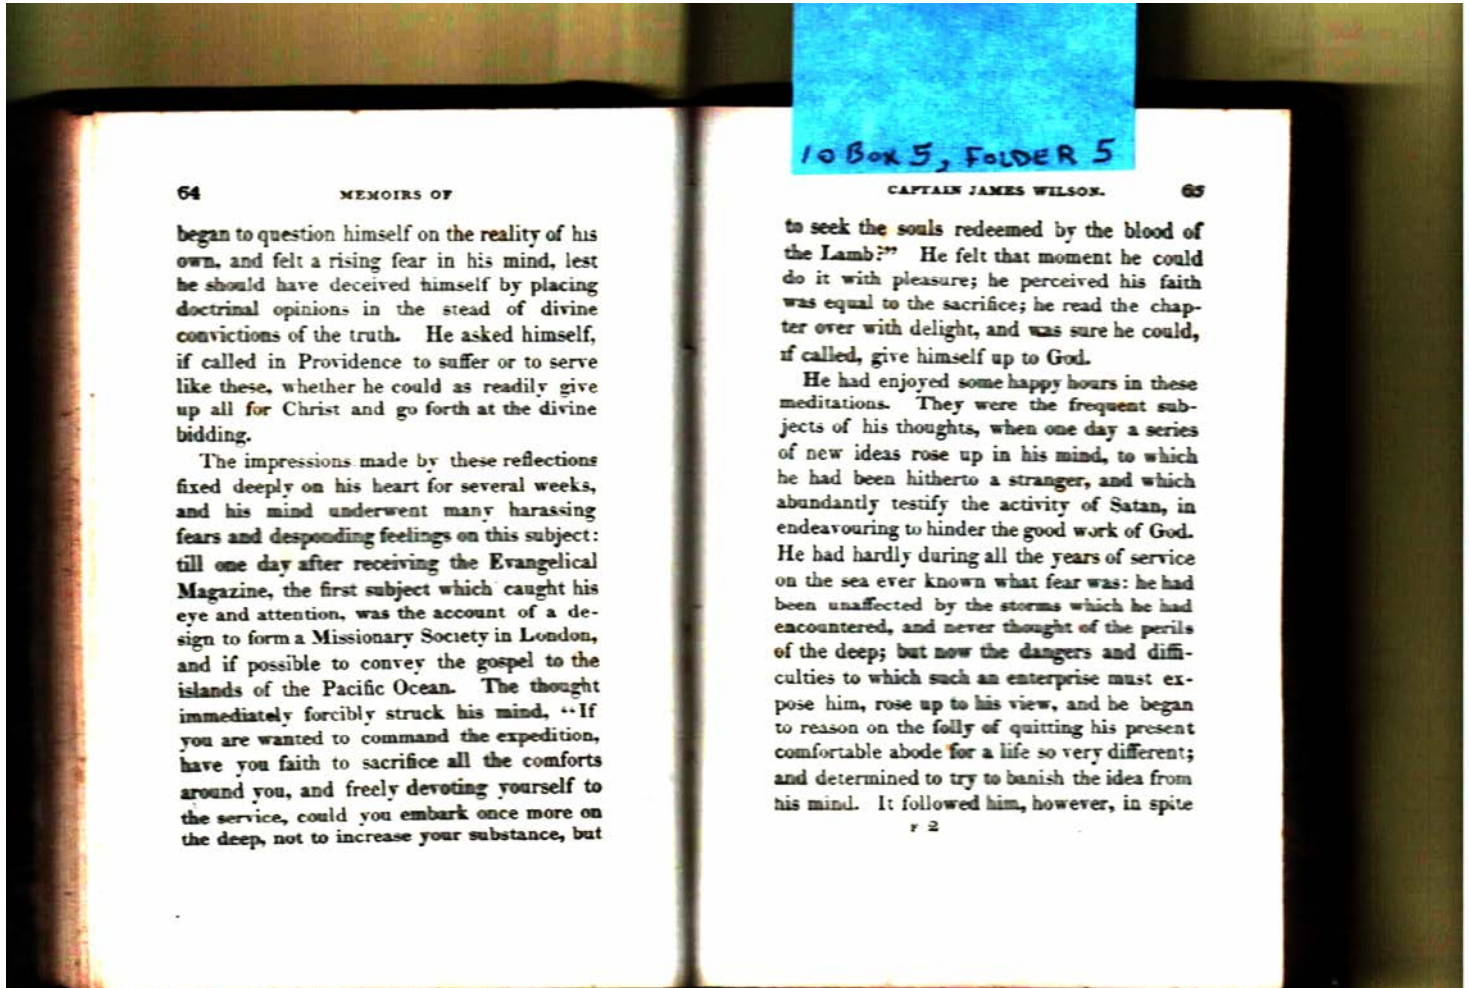 10 Box 5, FOLDER 5
64 MEMOIRS OF
began to question himself on the reality of his
own, and felt a rising fear in his mind, lest
he should have deceived himself by placing
doctrinal opinions in the stead of divine
convictions of the truth. He asked himself,
if called in Providence to suffer or to serve
like these, whether he could as readily give
up all for Christ and go forth at the divine
bidding.
The impressions made by these reflections
fixed deeply on his heart for several weeks,
and his mind underwent many harassing
fears and desponding feelings on this subject:
till one day after receiving the Evangelical
Magazine, the first subject which caught his
eye and attention, was the account of a de-
sign to form a Missionary Society in London,
and if possible to convey the gospel to the
islands of the Pacific Ocean. The thought
immediately forcibly struck his mind, “If
you are wanted to command the expedition,
have you faith to sacrifice all the comforts
around you, and freely devoting yourself to
the service, could you embark once more on
the deep, not to increase your substance, but
CAPTAIN JAMES WILSON. 65
to seek the souls redeemed by the blood of
the Lamb?” He felt that moment he could
do it with pleasure; he perceived his faith
was equal to the sacrifice; he read the chap-
ter over with delight, and was sure he could,
if called, give himself up to God.
He had enjoyed some happy hours in these
meditations. They were the frequent sub-
jects of his thoughts, when one day a series
of new ideas rose up in his mind, to which
he had been hitherto a stranger, and which
abundantly testify the activity of Satan, in
endeavouring to hinder the good work of God.
He had hardly during all the years of service
on the sea ever known what fear was: he had
been unaffected by the storms which he had
encountered, and never thought of the perils
of the deep; but now the dangers and diffi-
culties to which such an enterprise must ex-
pose him, rose up to his view, and he began
to reason on the folly of quitting his present
comfortable abode for a life so very different;
and determined to try to banish the idea from
his mind. It followed him, however, in spite
F 2